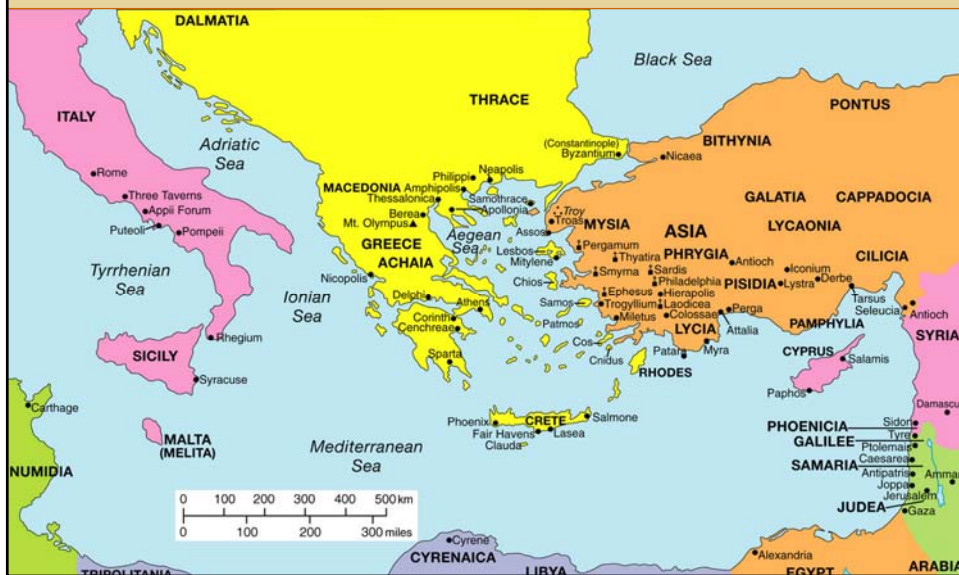 DALMATIA
Black Sea
THRACE
PONTUS
ITALY
BITHYNIA
(Constantinople)
Byzantium
Nicaea
Adriatic
Sea
Rome
Three Taverns
Appii Forum
Puteoli
Pompeii
Philippi
Neapolis
MACEDONIA
Amphipolis
Thessalonica
Samothrace
Apollonia
Berea
Mt. Olympus
GREECE
ACHAIA
Aegean
Sea
Troy
Troas
Assos
MYSIA
ASIA
GALATIA
CAPPADOCIA
LYCAONIA
PHRYGIA
Lesbos
Mitylene
Pergamum
Thyatira
Antioch
CILICIA
Tyrrhenian
Sea
Ionian
Sea
Nicopolis
Delphi
Athens
Chios
Smyrna
Sardis
Philadelphia
PISIDIA
Iconium
Lystra
Derbe
Tarsus
Seleucia
Antioch
Ephesus
Hierapolis
Samos
Trogyllium
Laodicea
Colossae
Perga
Attalia
Corinth
Cenchreae
Patmos
Miletus
LYCIA
PAMPHYLIA
SYRIA
Rhegium
SICILY
Syracuse
Sparta
Cos
Cnidus
Patara
Myra
RHODES
CYPRUS
Salamis
Paphos
Carthage
MALTA
(MELITA)
Phoenix
CRETE
Salmone
Fair Havens
Lasea
Clauda
Mediterranean
Sea
Damascu
PHOENICIA
Sidon
GALILEE
Tyre
Ptolemais
SAMARIA
Caesarea
Antipatris
Joppa
Amman
Jerusalem
JUDEA
Gaza
NUMIDIA
0 100 200 300 400 500 km
0 100 200 300 miles
Cyrene
CYRENAICA
Alexandria
TRIPOLITANIA
LIBYA
EGYPT
ARABIA